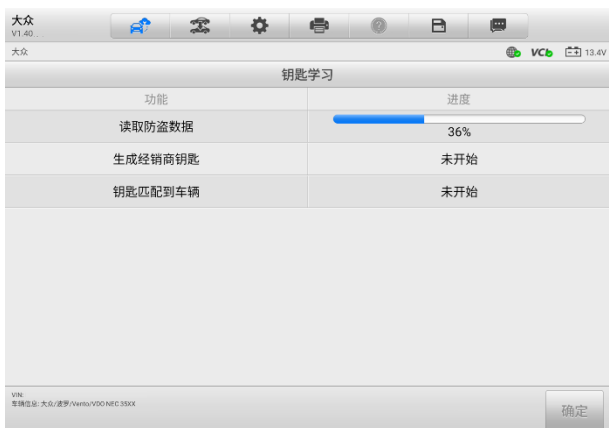 大众
V1.40...
大众
VCI 13.4V
钥匙学习
功能 进度
读取防盗数据 36%
生成经销商钥匙 未开始
钥匙匹配到车辆 未开始
VIN:
车辆信息: 大众/波罗/Vento/VDO NEC 35XX
确定